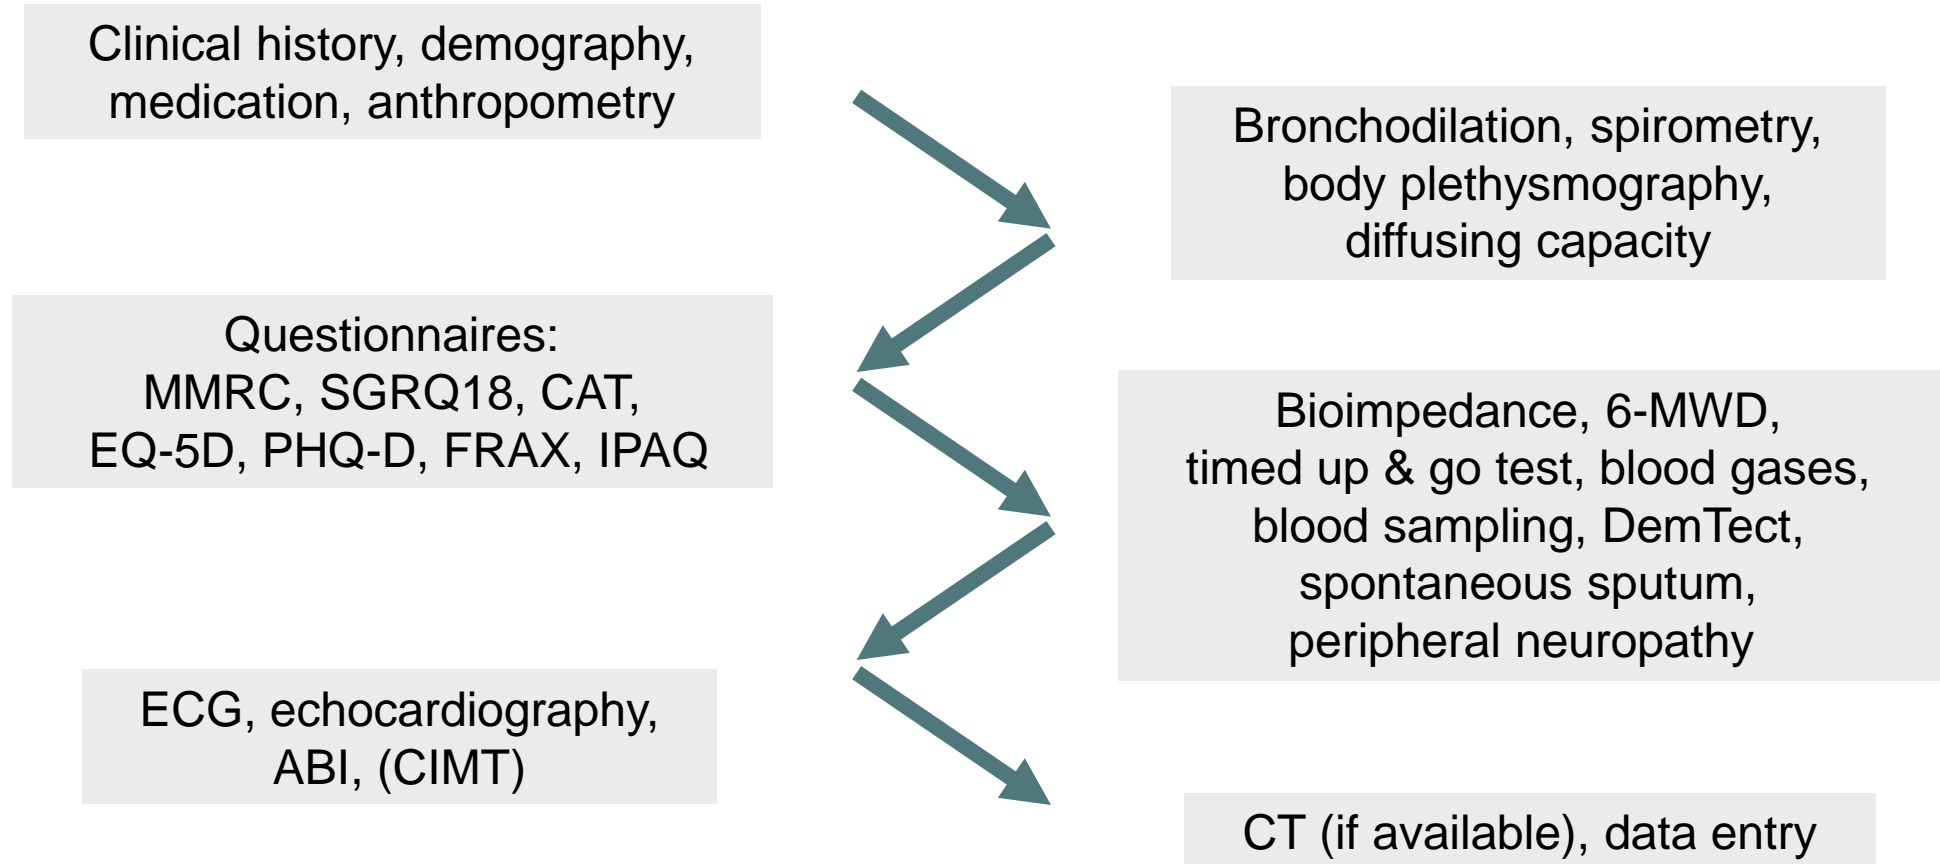 Clinical history, demography,
medication, anthropometry
Bronchodilation, spirometry,
body plethysmography,
diffusing capacity
Questionnaires:
MMRC, SGRQ18, CAT,
EQ-5D, PHQ-D, FRAX, IPAQ
Bioimpedance, 6-MWD,
timed up & go test, blood gases,
blood sampling, DemTect,
spontaneous sputum,
peripheral neuropathy
ECG, echocardiography,
ABI, (CIMT)
CT (if available), data entry